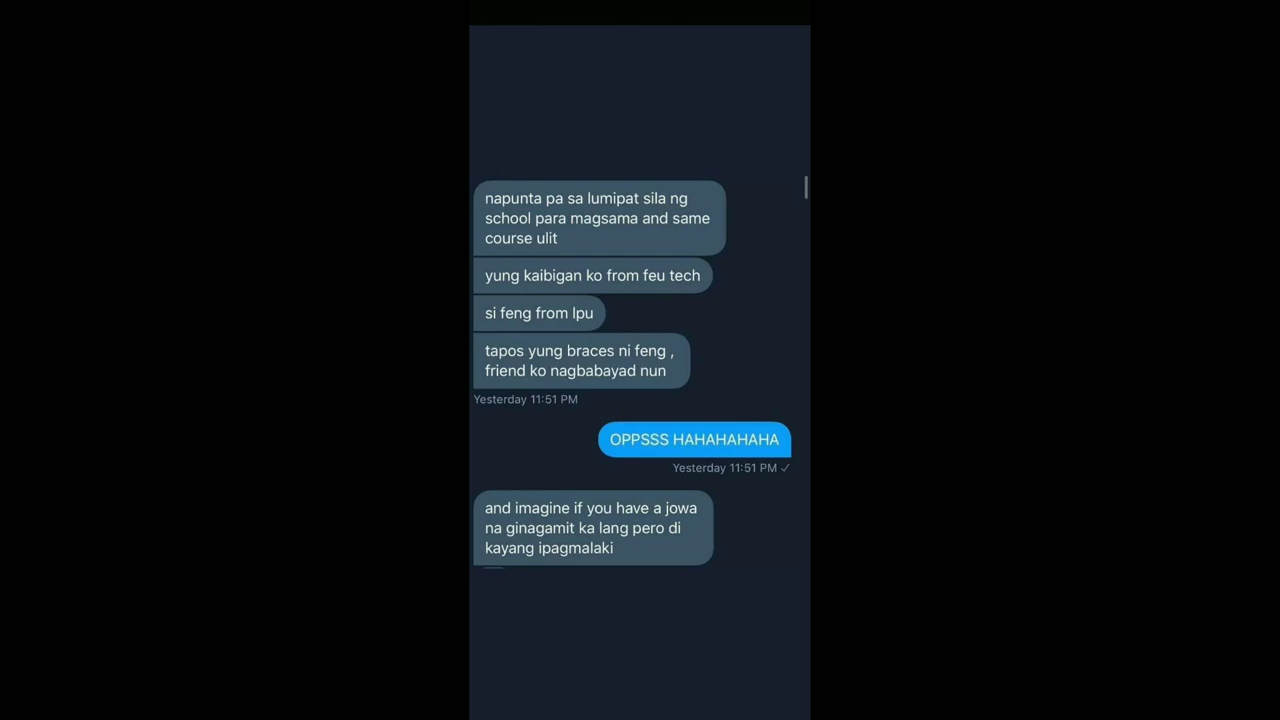 napunta pa sa lumipat sila ng
school para magsama and same
course ulit
yung kaibigan ko from feu tech
si feng from lpu
tapos yung braces ni feng ,
friend ko nagbabayad nun
Yesterday 11:51 PM
OPPSSS HAHAHAHAHA
Yesterday 11:51 PM ✓
and imagine if you have a jowa
na ginagamit ka lang pero di
kayang ipagmalaki